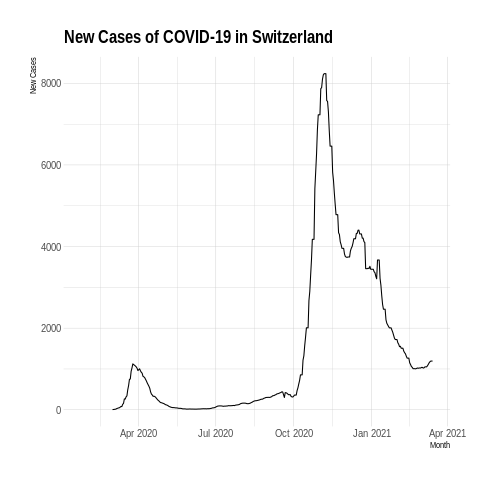 New Cases of COVID-19 in Switzerland
New Cases
8000
6000
4000
2000
0
Apr 2020 Jul 2020 Oct 2020 Jan 2021 Apr 2021
Month